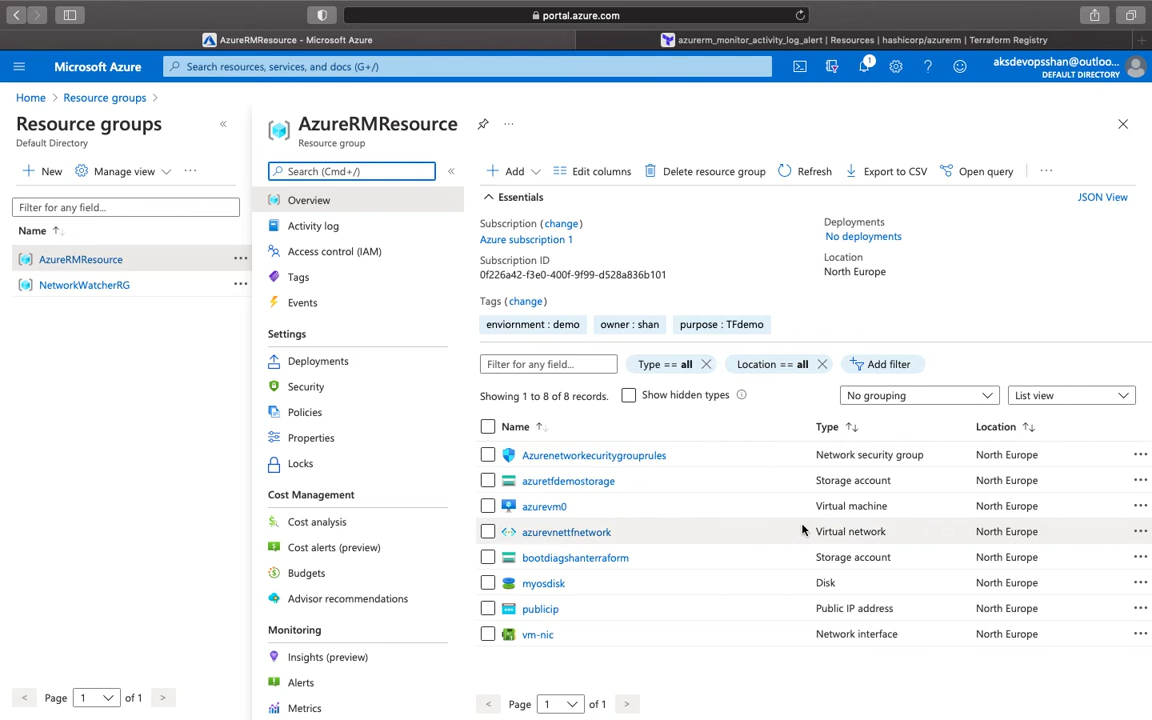 portal.azure.com
AzureRMResource - Microsoft Azure
azurerm_monitor_activity_log_alert | Resources | hashicorp/azurerm | Terraform Registry
Microsoft Azure
Search resources, services, and docs (G+/)
1
aksdevopsshan@outloo...
DEFAULT DIRECTORY
Home > Resource groups >
Resource groups
Default Directory
New
Manage view
Filter for any field...
Name
AzureRMResource
NetworkWatcherRG
Page 1 of 1
AzureRMResource
Resource group
Search (Cmd+/)
Overview
Activity log
Access control (IAM)
Tags
Events
Settings
Deployments
Security
Policies
Properties
Locks
Cost Management
Cost analysis
Cost alerts (preview)
Budgets
Advisor recommendations
Monitoring
Insights (preview)
Alerts
Metrics
Add
Edit columns
Delete resource group
Refresh
Export to CSV
Open query
Essentials
JSON View
Subscription (change)
Azure subscription 1
Subscription ID
0f226a42-f3e0-400f-9f99-d528a836b101
Deployments
No deployments
Location
North Europe
Tags (change)
enviornment : demo
owner : shan
purpose : TFdemo
Filter for any field...
Type == all
Location == all
Add filter
Showing 1 to 8 of 8 records.
Show hidden types
No grouping
List view
Name Type Location
Azurenetworkecuritygrouprules Network security group North Europe
azuretfdemostorage Storage account North Europe
azurevm0 Virtual machine North Europe
azurevnettfnetwork Virtual network North Europe
bootdiagshanterraform Storage account North Europe
myosdisk Disk North Europe
publicip Public IP address North Europe
vm-nic Network interface North Europe
Page 1 of 1